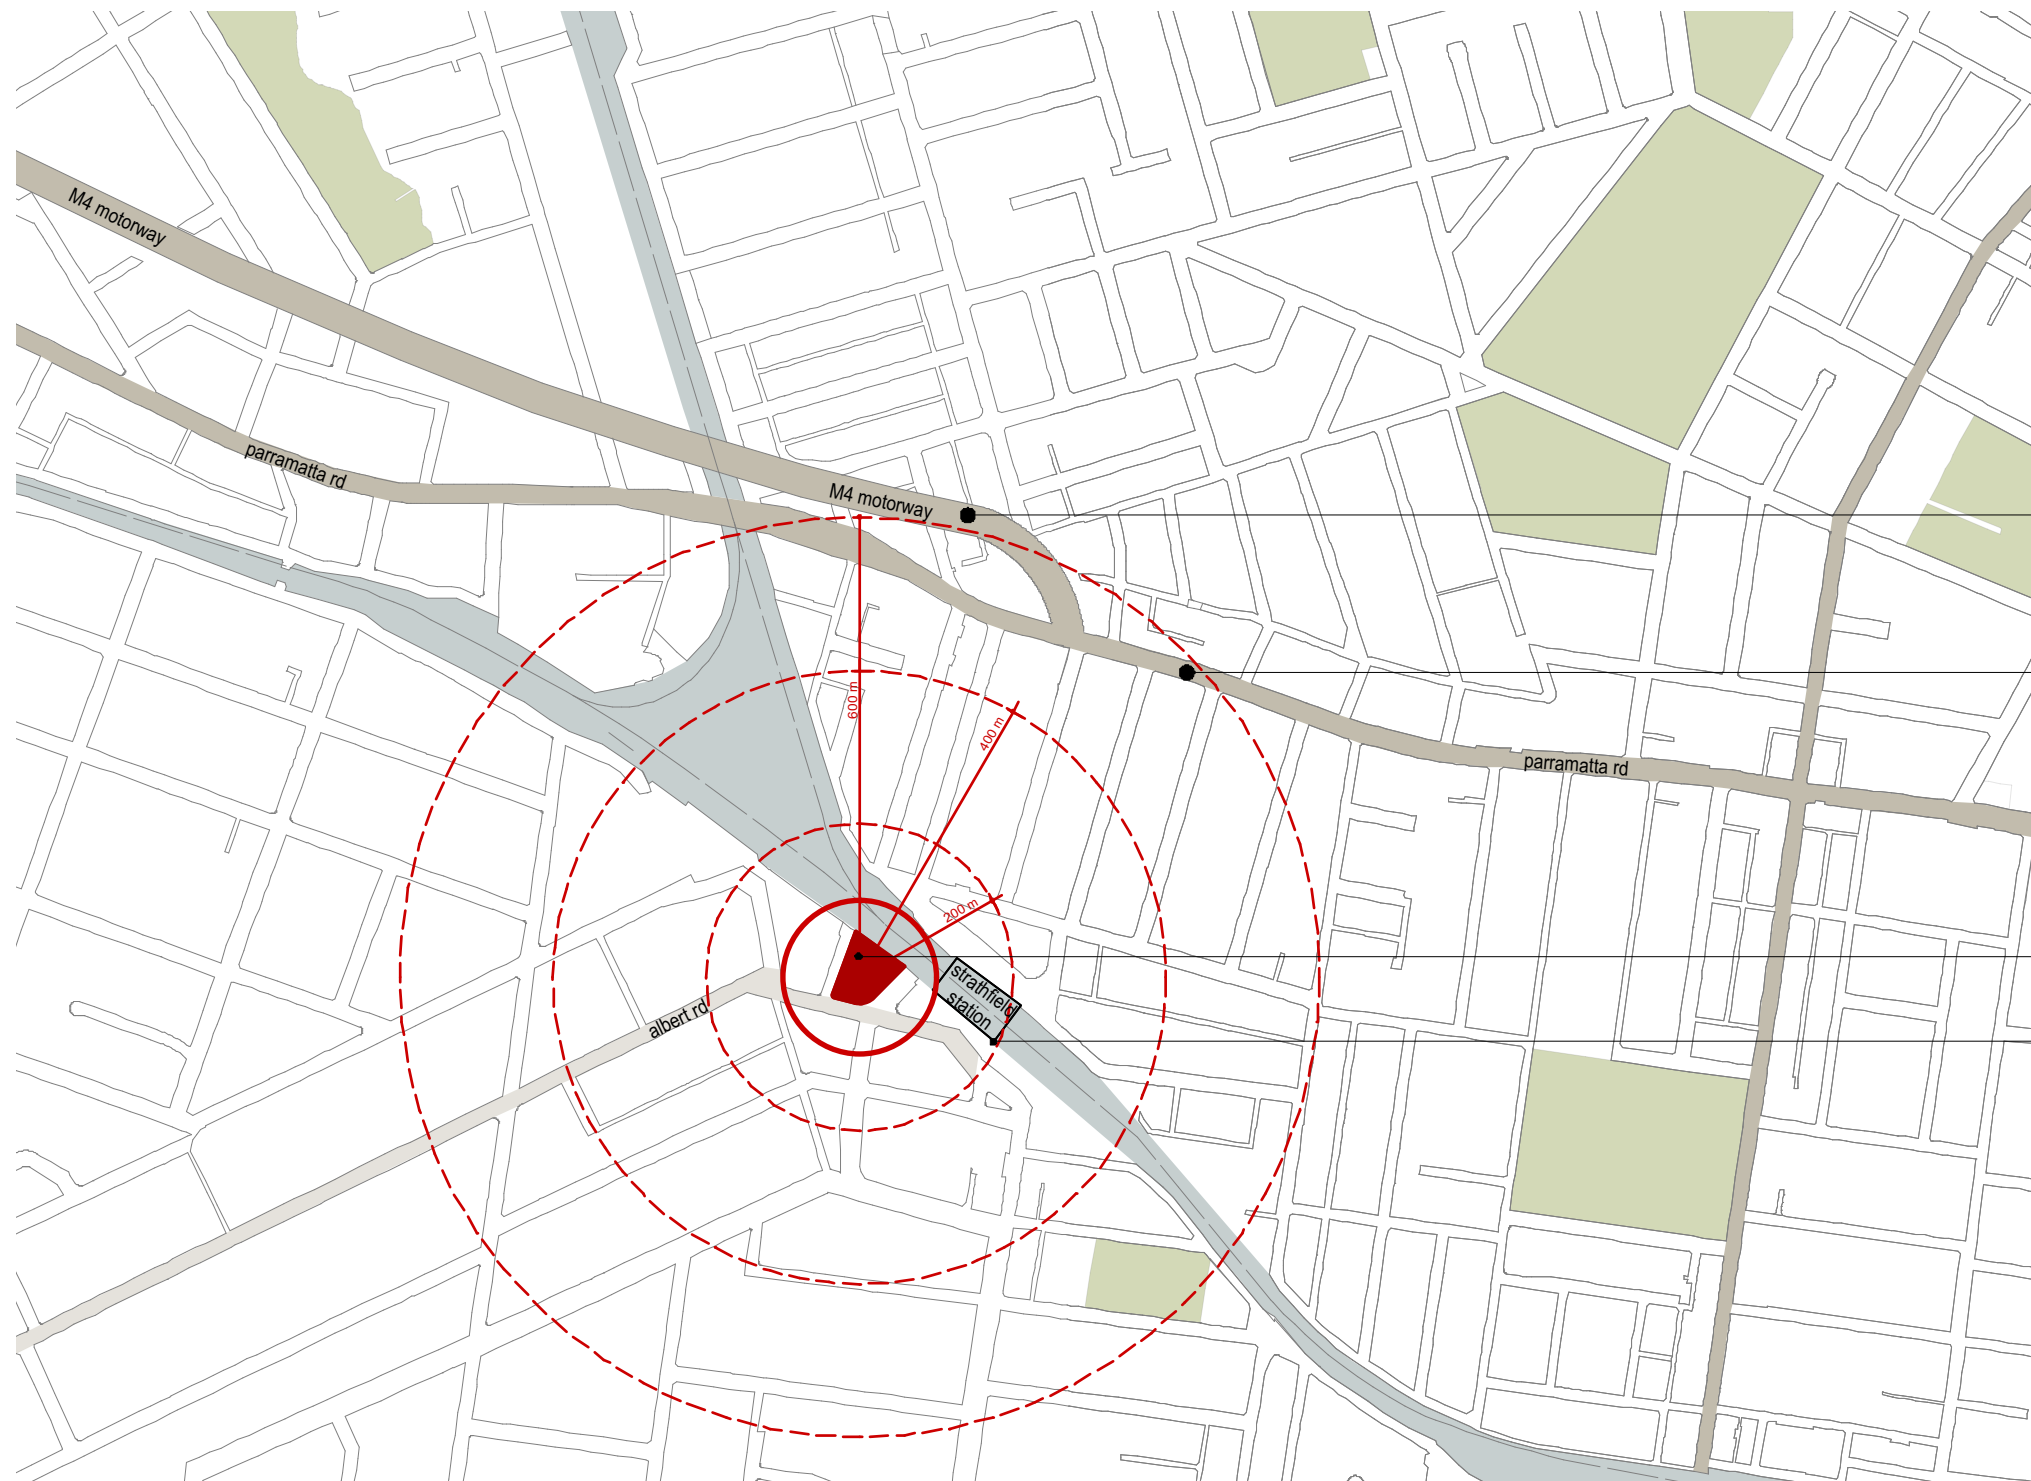 M4 motorway
parramatta rd
M4 motorway
600 m
400 m
parramatta rd
200 m
strathfield
station
albert rd